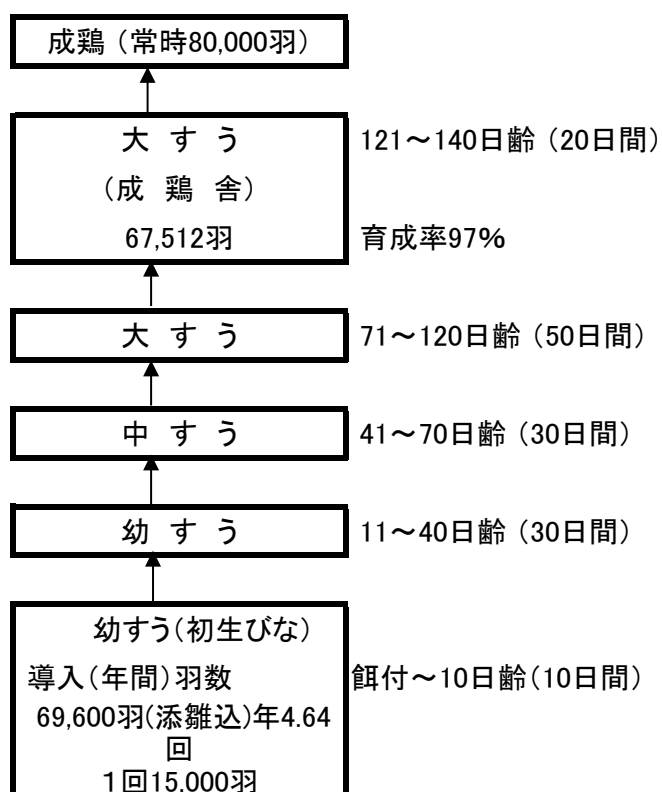 成鶏（常時80,000羽）
大 す う
（成 鶏 舎）
67,512羽
121～140日齢（20日間）
育成率97%
大 す う
71～120日齢（50日間）
中 す う
41～70日齢（30日間）
幼 す う
11～40日齢（30日間）
幼すう（初生びな）
導入（年間）羽数
69,600羽(添雛込)年4.64
回
1回15,000羽
餌付～10日齢（10日間）